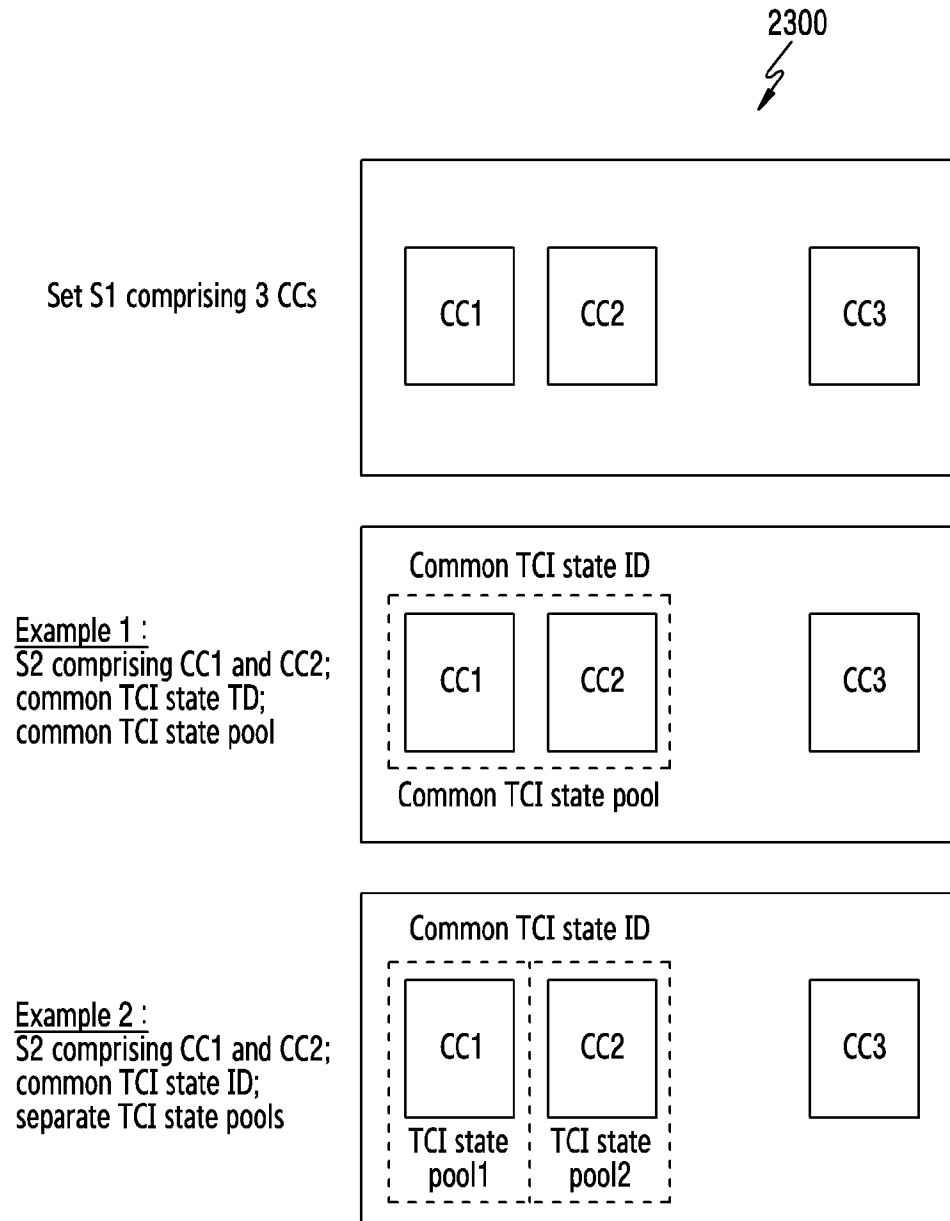 2300
Set S1 comprising 3 CCs
CC1 CC2 CC3
Example 1 :
S2 comprising CC1 and CC2;
common TCI state TD;
common TCI state pool
Common TCI state ID
CC1 CC2 CC3
Common TCI state pool
Example 2 :
S2 comprising CC1 and CC2;
common TCI state ID;
separate TCI state pools
Common TCI state ID
CC1 CC2 CC3
TCI state
pool1
TCI state
pool2